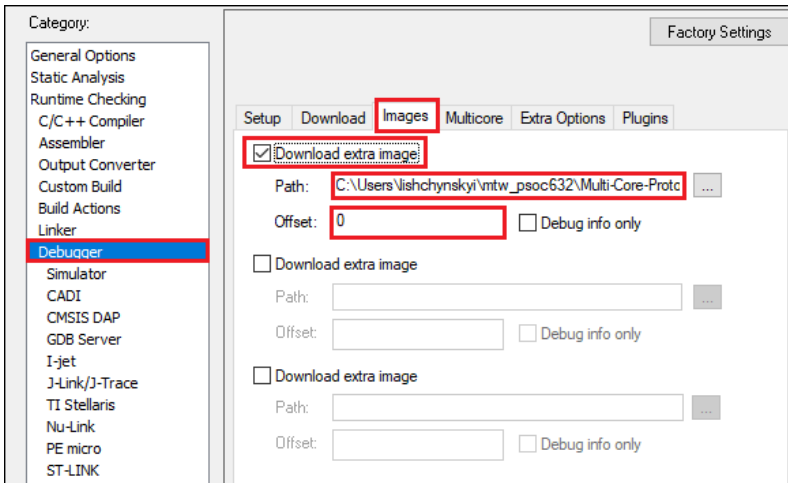 Category:
Factory Settings
General Options
Static Analysis
Runtime Checking
C/C++ Compiler
Assembler
Output Converter
Custom Build
Build Actions
Linker
Debugger
Simulator
CADI
CMSIS DAP
GDB Server
I-jet
J-Link/J-Trace
TI Stellaris
Nu-Link
PE micro
ST-LINK
Setup Download Images Multicore Extra Options Plugins
Download extra image
Path: C:\Users\lishchynskyi\mtw_psoc632\Multi-Core-Proto ...
Offset: 0 Debug info only
Download extra image
Path: ...
Offset: Debug info only
Download extra image
Path: ...
Offset: Debug info only